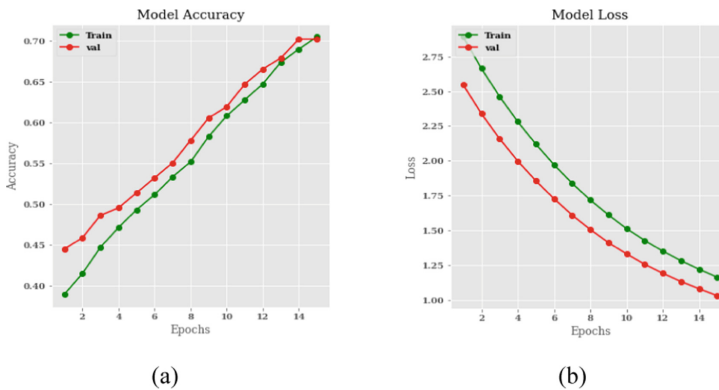 Model Accuracy
Train
val
0.70
0.65
0.60
0.55
0.50
0.45
0.40
Accuracy
2 4 6 8 10 12 14
Epochs
(a)
Model Loss
Train
val
2.75
2.50
2.25
2.00
1.75
1.50
1.25
1.00
Loss
2 4 6 8 10 12 14
Epochs
(b)